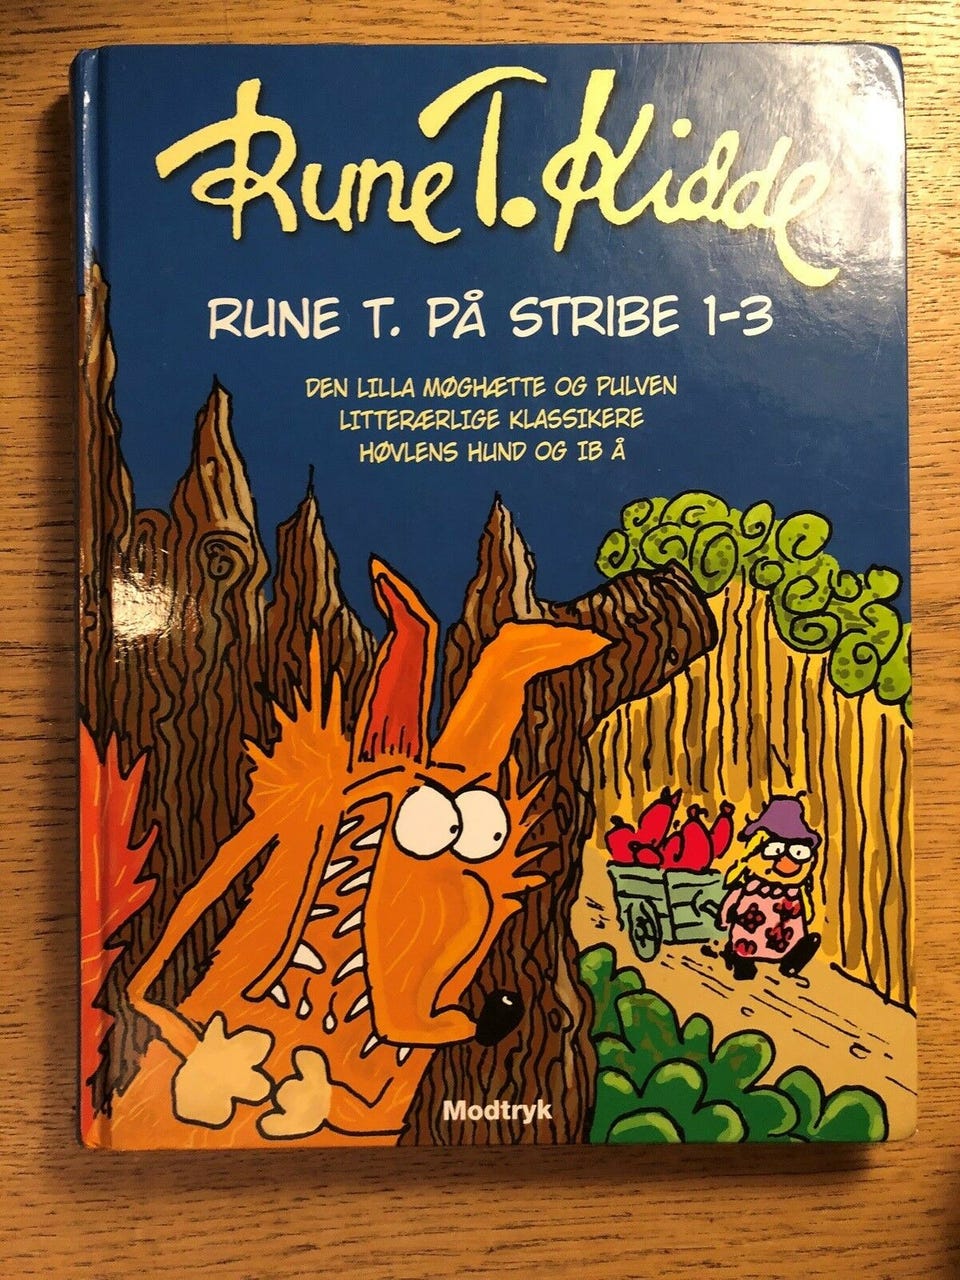 Rune T. Kidde
RUNE T. PÅ STRIBE 1-3
DEN LILLA MØGHÆTTE OG PULVEN
LITTERÆRLIGE KLASSIKERE
HØVLENS HUND OG IB Å
Modtryk